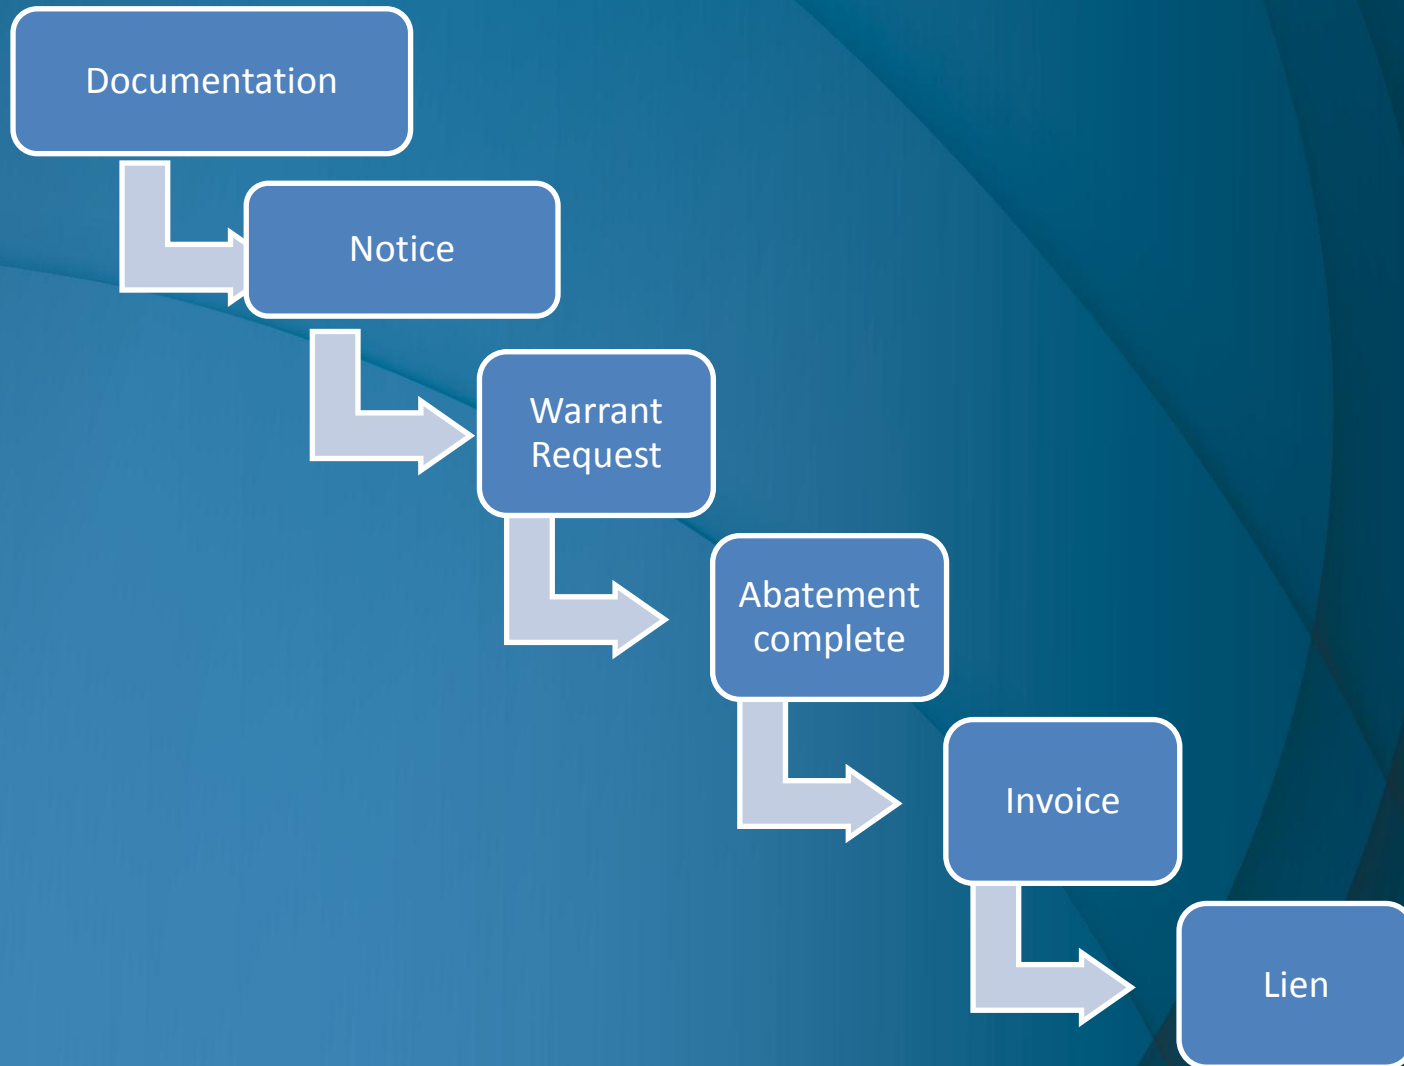 Documentation
Notice
Warrant
Request
Abatement
complete
Invoice
Lien